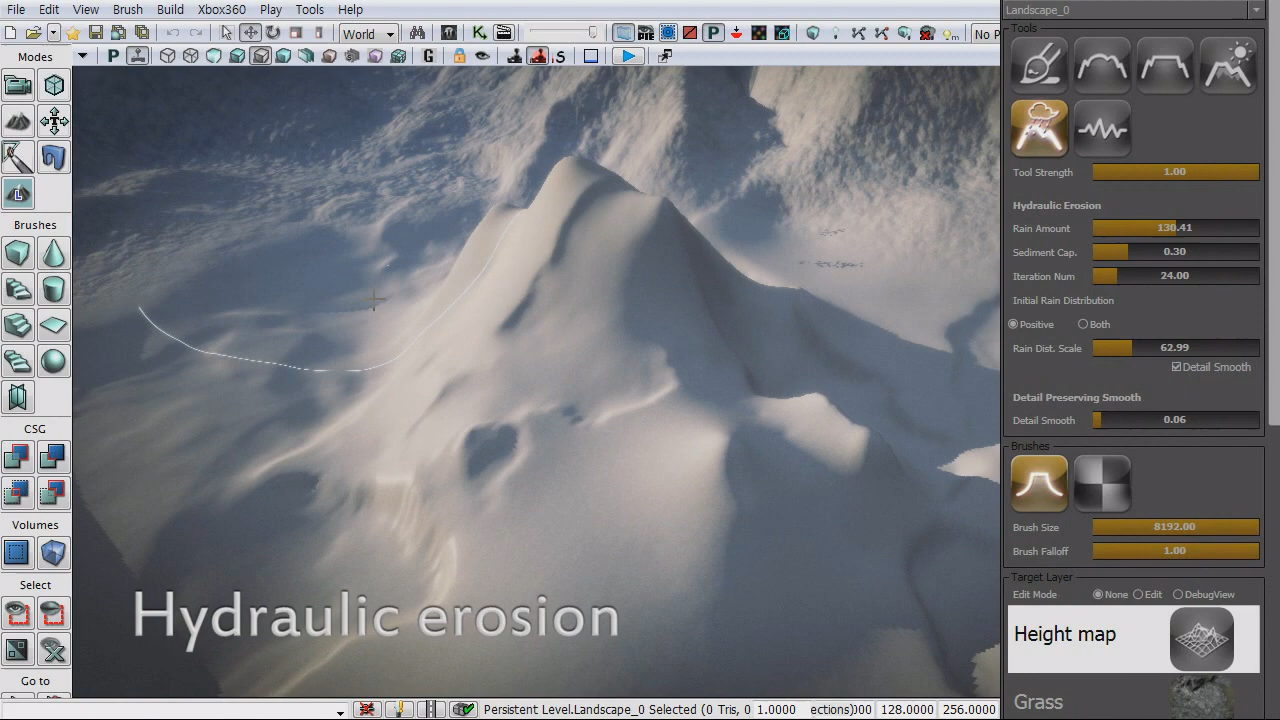 File Edit View Brush Build Xbox360 Play Tools Help
Landscape_0
World
No P
Modes
P
G
S
Brushes
CSG
Volumes
Select
Go to
Tools
Tool Strength 1.00
Hydraulic Erosion
Rain Amount 130.41
Sediment Cap. 0.30
Iteration Num 24.00
Initial Rain Distribution
Positive Both
Rain Dist. Scale 62.99
Detail Smooth
Detail Preserving Smooth
Detail Smooth 0.06
Brushes
Brush Size 8192.00
Brush Falloff 1.00
Target Layer
Edit Mode None Edit DebugView
Height map
Grass
Hydraulic erosion
Persistent Level.Landscape_0 Selected (0 Tris, 0 1.0000 ections)00 128.0000 256.0000